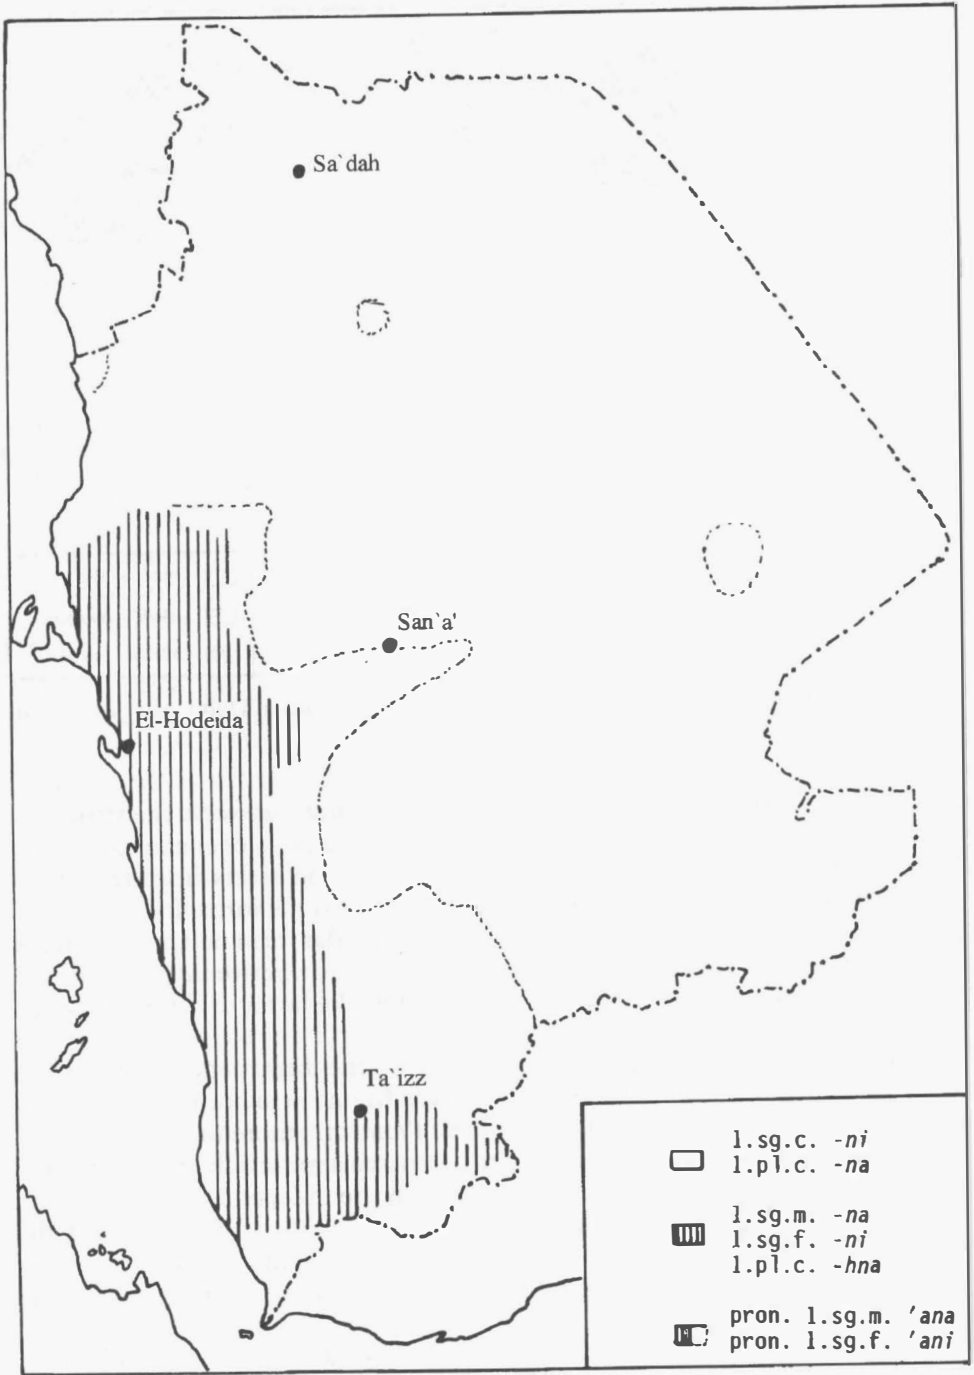 Sa`dah
San`a'
El-Hodeida
Ta`izz
1.sg.c. -ni
1.pl.c. -na
1.sg.m. -na
1.sg.f. -ni
1.pl.c. -hna
pron. 1.sg.m. 'ana
pron. 1.sg.f. 'ani